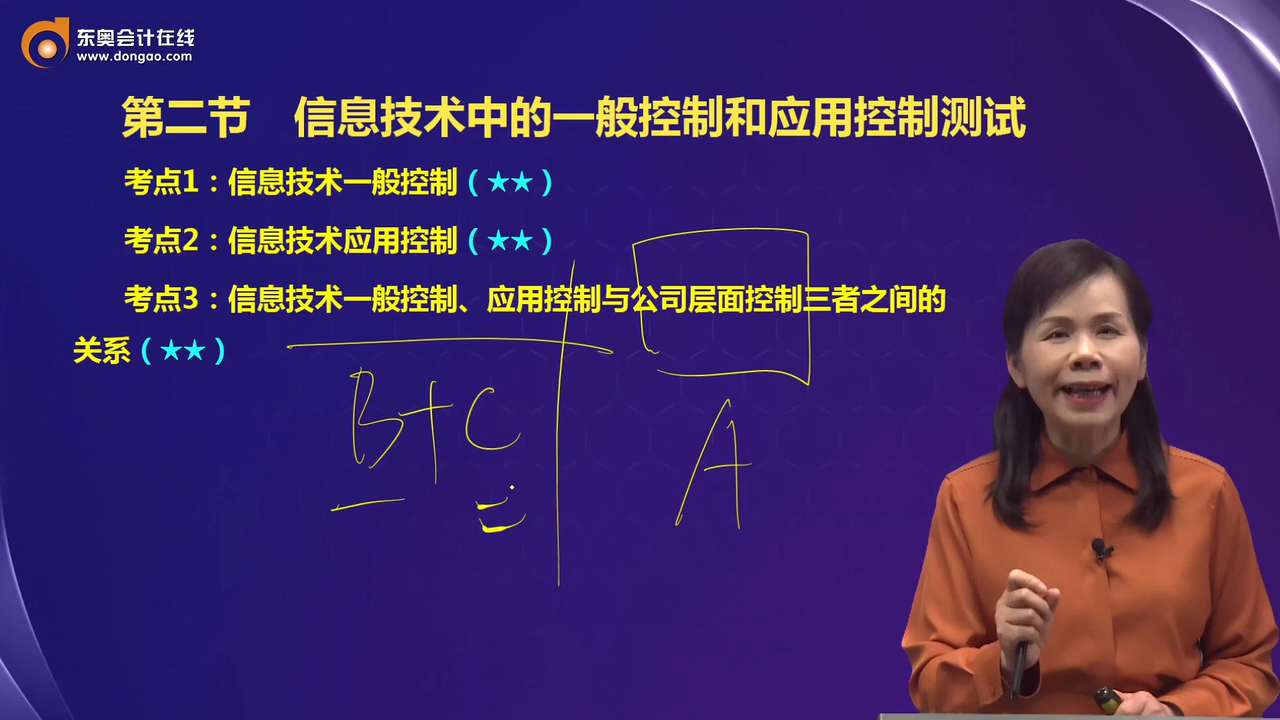 东奥会计在线
www.dongao.com
第二节 信息技术中的一般控制和应用控制测试
考点1：信息技术一般控制（★★）
考点2：信息技术应用控制（★★）
考点3：信息技术一般控制、应用控制与公司层面控制三者之间的
关系（★★）
B+C
A